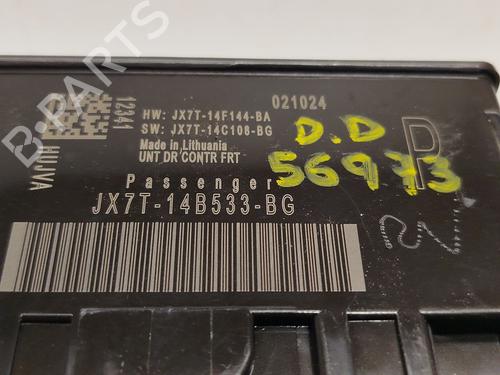 B-PARTS
12341
HUJVA
HW: JX7T-14F144-BA
SW: JX7T-14C108-BG
Made in Lithuania
UNT DR CONTR FRT
021024
D.D
56973
P
Passenger
JX7T-14B533-BG